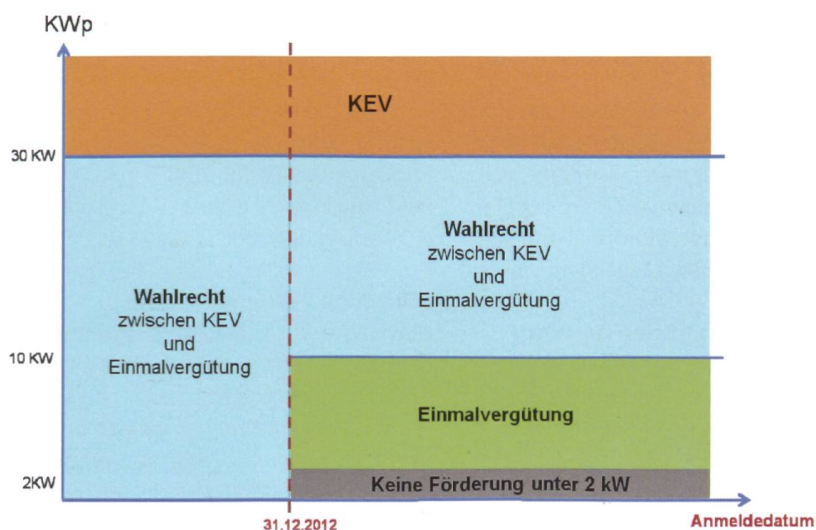 KWp
KEV
30 KW
Wahlrecht
zwischen KEV
und
Einmalvergütung
Wahlrecht
zwischen KEV
und
Einmalvergütung
10 KW
Einmalvergütung
2KW
Keine Förderung unter 2 kW
31.12.2012
Anmeldedatum